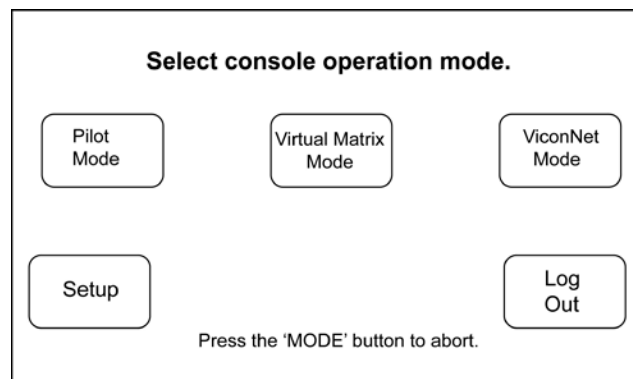 Select console operation mode.
Pilot
Mode
Virtual Matrix
Mode
ViconNet
Mode
Setup
Log
Out
Press the ‘MODE’ button to abort.